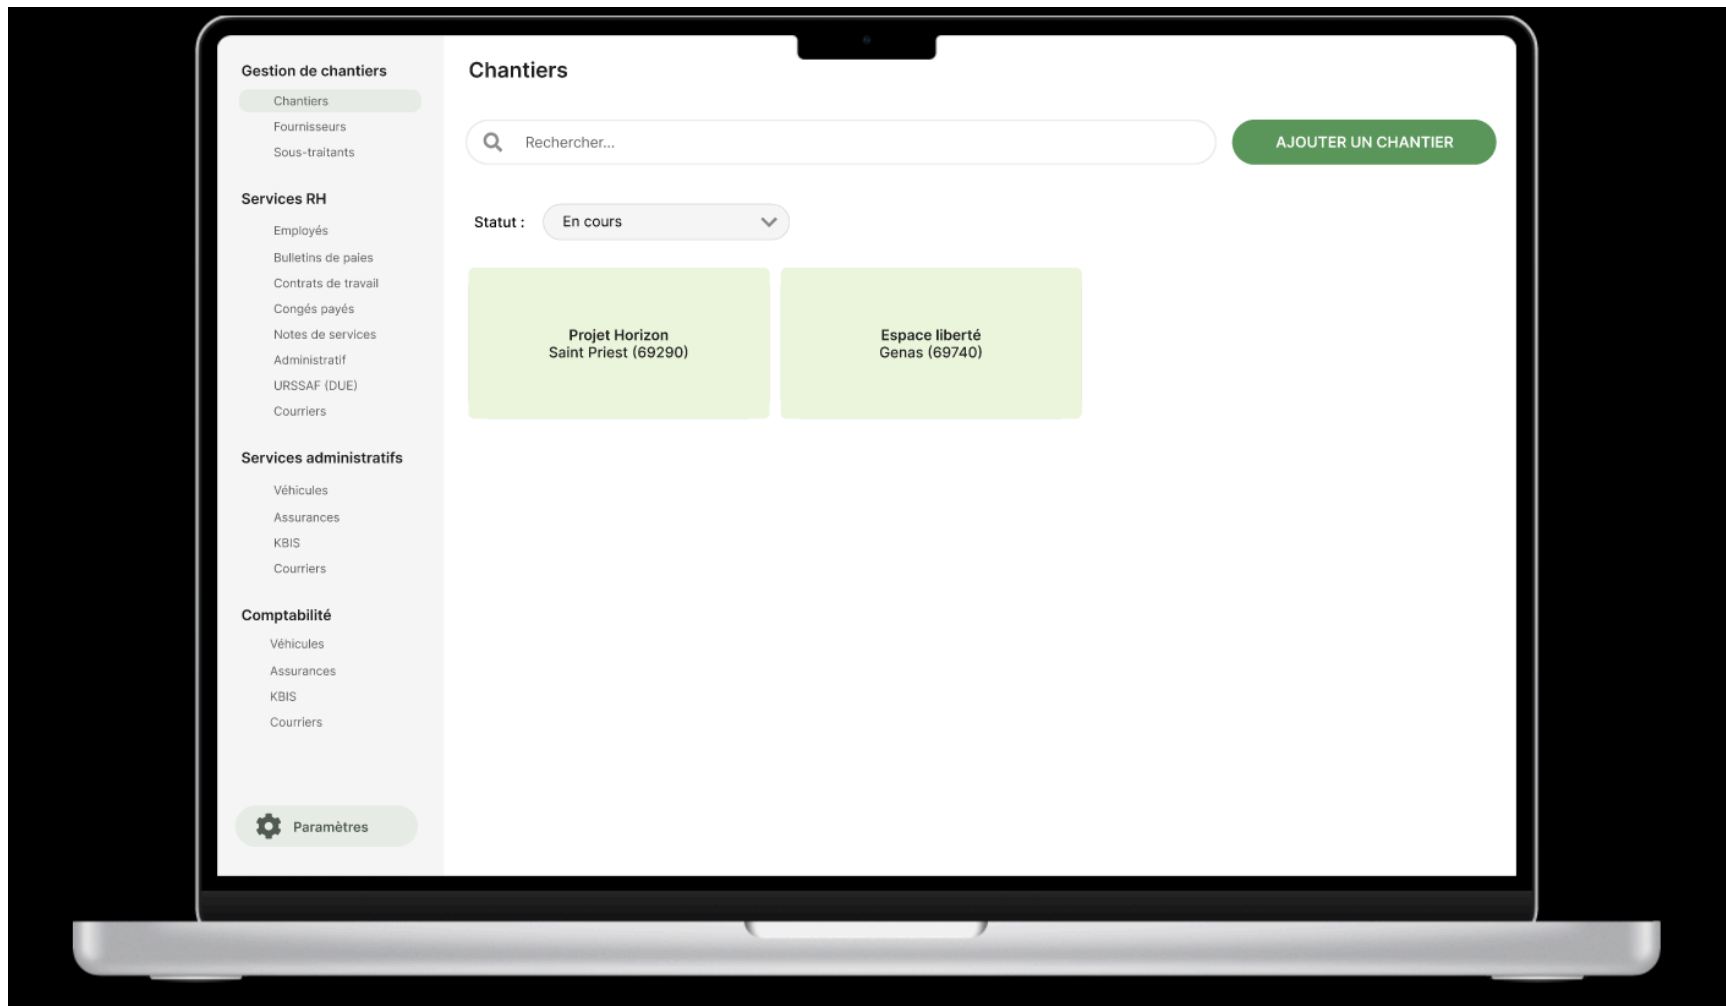 Gestion de chantiers
Chantiers
Fournisseurs
Sous-traitants
Services RH
Employés
Bulletins de paies
Contrats de travail
Congés payés
Notes de services
Administratif
URSSAF (DUE)
Courriers
Services administratifs
Véhicules
Assurances
KBIS
Courriers
Comptabilité
Véhicules
Assurances
KBIS
Courriers
Paramètres
Chantiers
Rechercher...
AJOUTER UN CHANTIER
Statut :
En cours
Projet Horizon
Saint Priest (69290)
Espace liberté
Genas (69740)